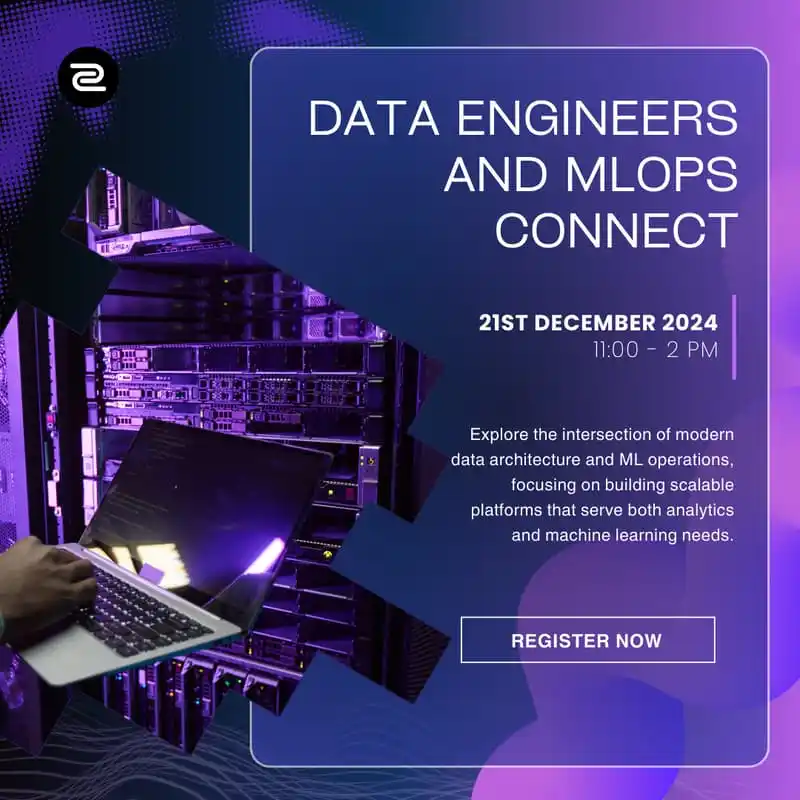 DATA ENGINEERS
AND MLOPS
CONNECT
21ST DECEMBER 2024
11:00 - 2 PM
Explore the intersection of modern
data architecture and ML operations,
focusing on building scalable
platforms that serve both analytics
and machine learning needs.
REGISTER NOW